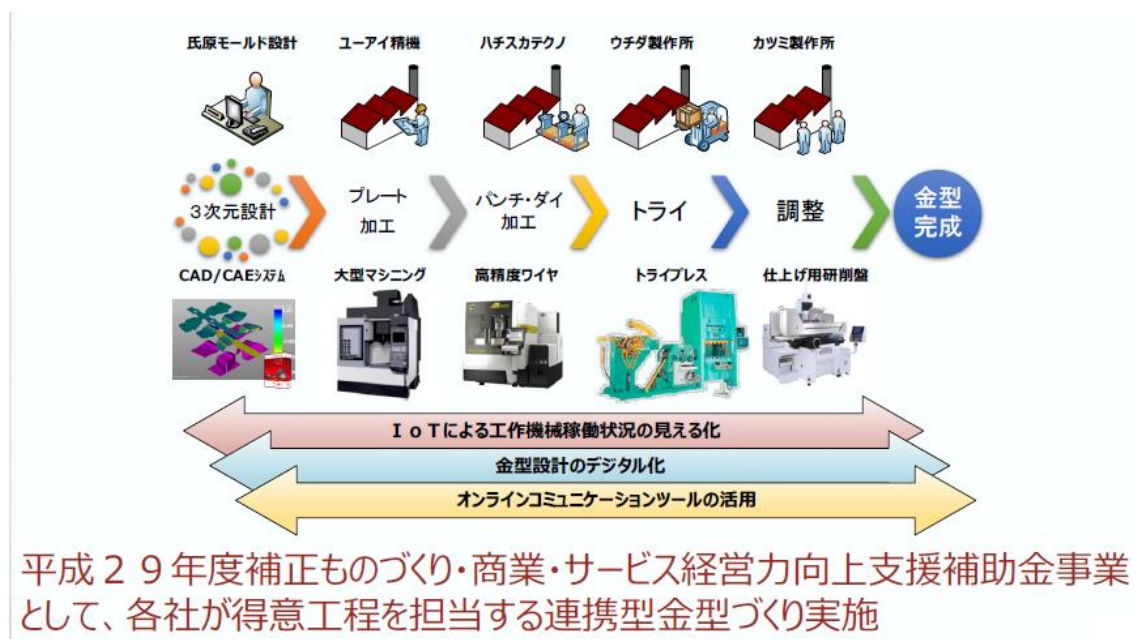 氏原モールド設計
ユーアイ精機
ハチスカテクノ
ウチダ製作所
カツミ製作所
3次元設計
プレート
加工
パンチ・ダイ
加工
トライ
調整
金型
完成
CAD/CAEシステム
大型マシニング
高精度ワイヤ
トライプレス
仕上げ用研削盤
IoTによる工作機械稼働状況の見える化
金型設計のデジタル化
オンラインコミュニケーションツールの活用
平成29年度補正ものづくり・商業・サービス経営力向上支援補助金事業
として、各社が得意工程を担当する連携型金型づくり実施